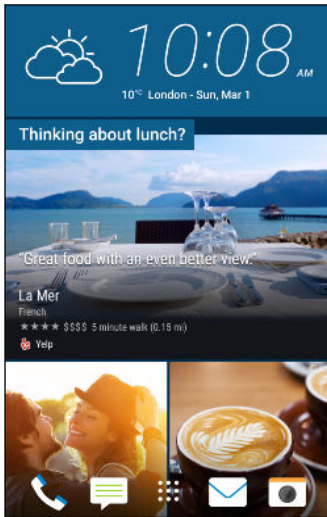 10:08 AM
10°C London - Sun, Mar 1
Thinking about lunch?
"Great food with an even better view."
La Mer
French
★★★★ $$$$ 5 minute walk (0.15 mi)
Yelp